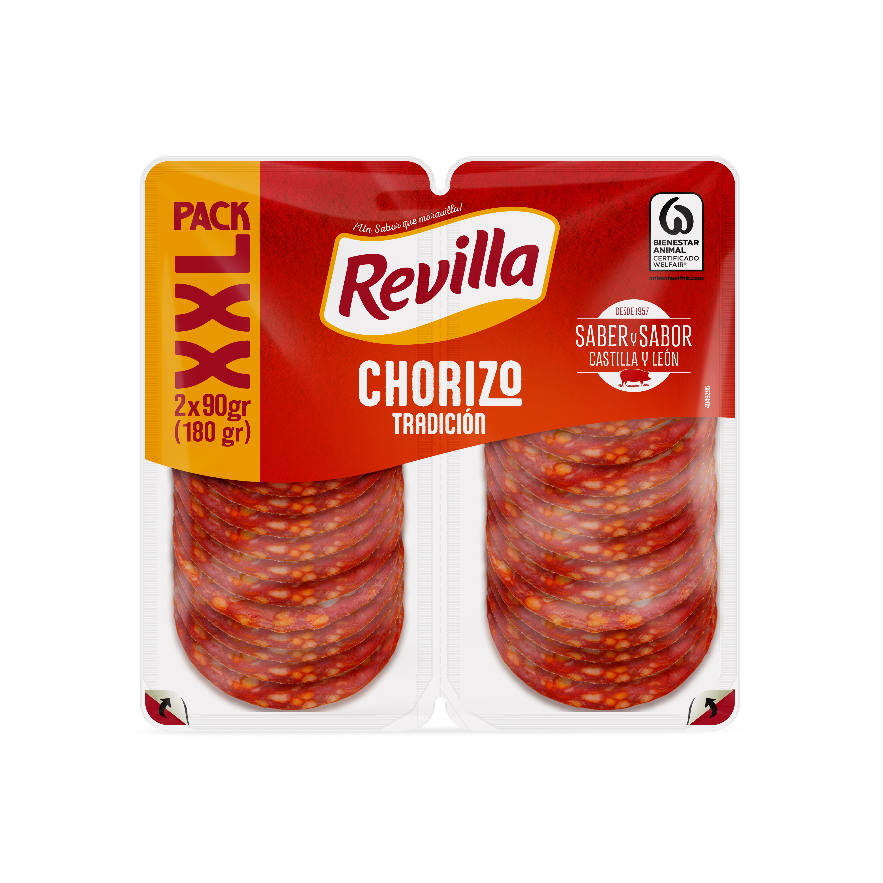 PACK
XXL
2x90gr
(180 gr)
¡Un Sabor que maravilla!
Revilla
CHORIZO
TRADICIÓN
BIENESTAR
ANIMAL
CERTIFICADO
WELFAIR®
DESDE 1957
SABER y SABOR
CASTILLA Y LEÓN